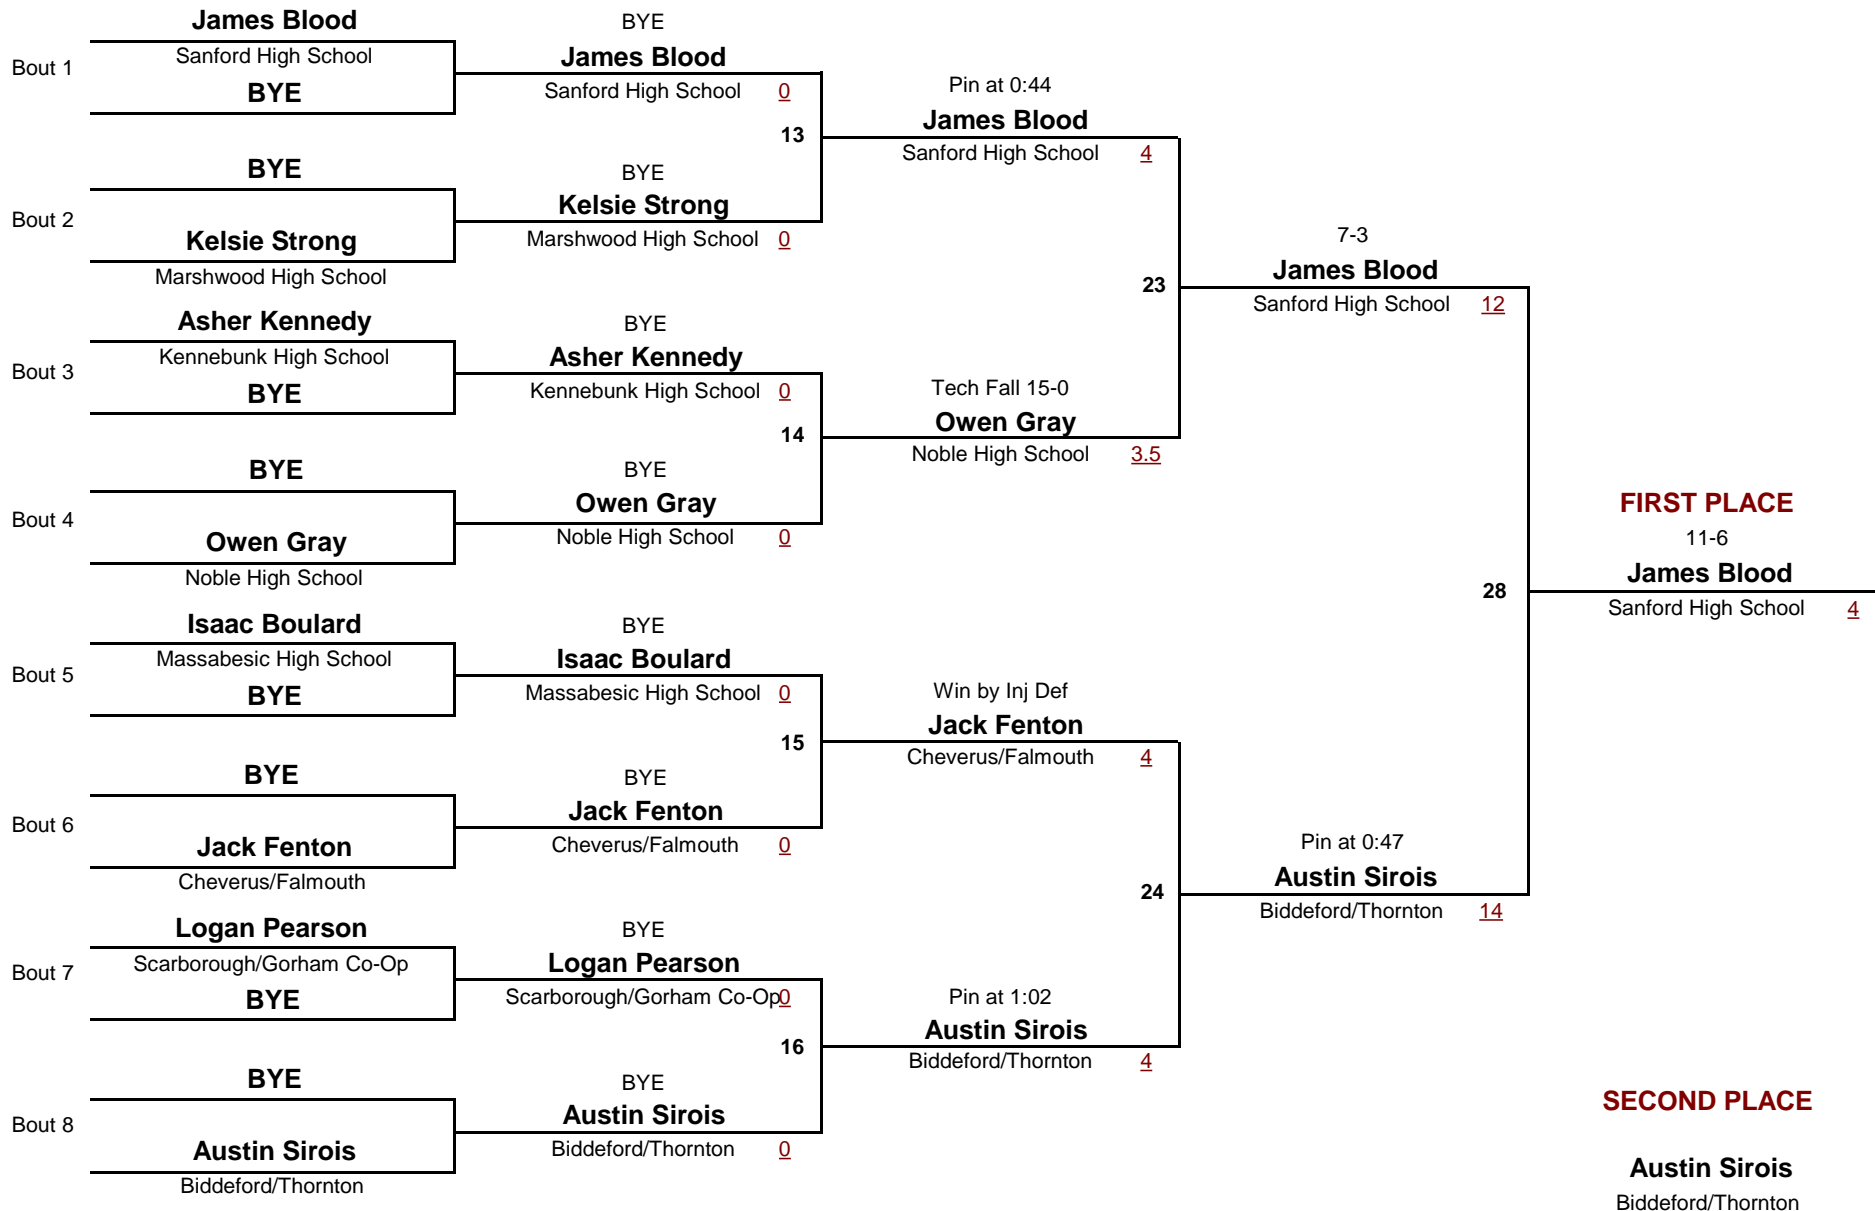 James Blood
Sanford High School
Bout 1
BYE
BYE
James Blood
Sanford High School 0
13
BYE
Bout 2
Kelsie Strong
Marshwood High School
BYE
Kelsie Strong
Marshwood High School 0
Pin at 0:44
James Blood
Sanford High School 4
23
Asher Kennedy
Kennebunk High School
Bout 3
BYE
BYE
Asher Kennedy
Kennebunk High School 0
14
BYE
Bout 4
Owen Gray
Noble High School
BYE
Owen Gray
Noble High School 0
Tech Fall 15-0
Owen Gray
Noble High School 3.5
7-3
James Blood
Sanford High School 12
28
Isaac Boulard
Massabesic High School
Bout 5
BYE
BYE
Isaac Boulard
Massabesic High School 0
15
BYE
Bout 6
Jack Fenton
Cheverus/Falmouth
BYE
Jack Fenton
Cheverus/Falmouth 0
Win by Inj Def
Jack Fenton
Cheverus/Falmouth 4
24
Logan Pearson
Scarborough/Gorham Co-Op
Bout 7
BYE
BYE
Logan Pearson
Scarborough/Gorham Co-Op 0
16
BYE
Bout 8
Austin Sirois
Biddeford/Thornton
BYE
Austin Sirois
Biddeford/Thornton 0
Pin at 1:02
Austin Sirois
Biddeford/Thornton 4
Pin at 0:47
Austin Sirois
Biddeford/Thornton 14
FIRST PLACE
11-6
James Blood
Sanford High School 4
SECOND PLACE
Austin Sirois
Biddeford/Thornton